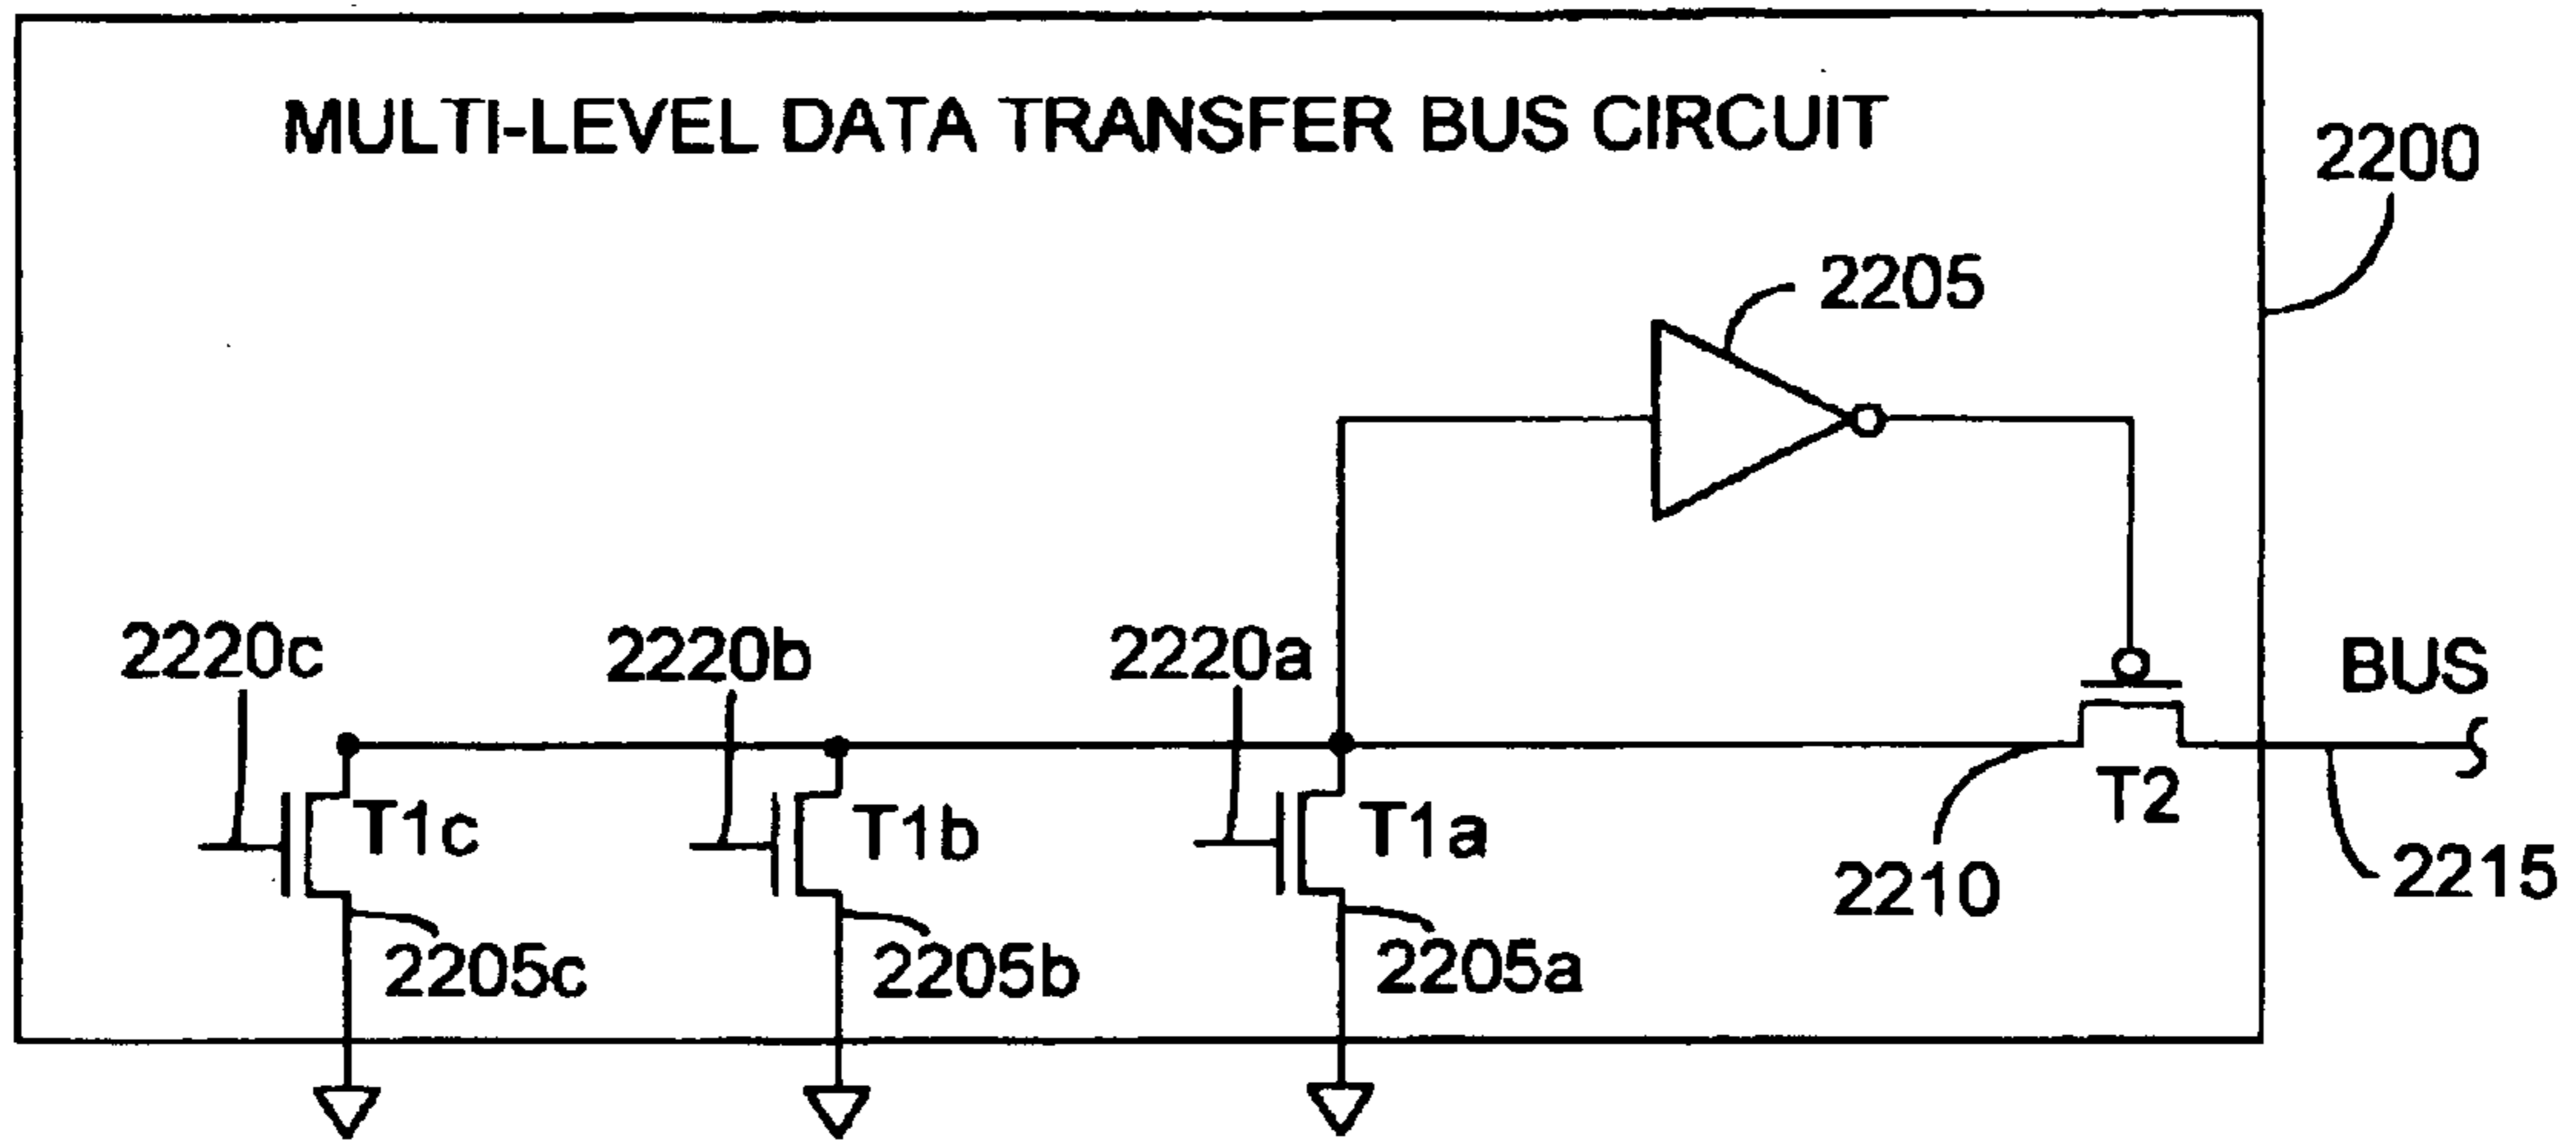 MULTI-LEVEL DATA TRANSFER BUS CIRCUIT
2200
2205
2220c
2220b
2220a
BUS
T1c
T1b
T1a
T2
2210
2215
2205c
2205b
2205a